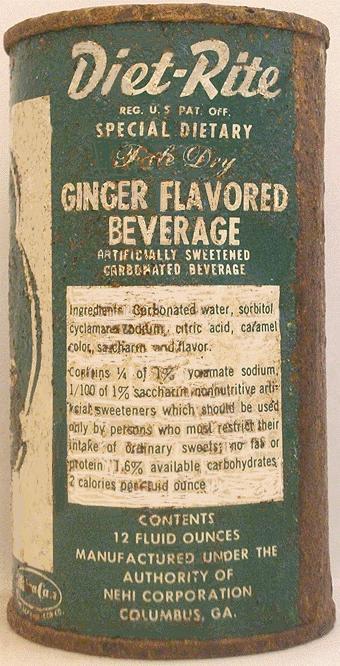 Diet-Rite
REG. U.S. PAT. OFF.
SPECIAL DIETARY
Pale Dry
GINGER FLAVORED
BEVERAGE
ARTIFICIALLY SWEETENED
CARBONATED BEVERAGE
Ingredients Carbonated water, sorbitol
cyclamate sodium, citric acid, caramel
color, saccharin and flavor.
Contains ¼ of 1% cyclamate sodium,
1/100 of 1% saccharin, nonnutritive arti-
ficial sweeteners which should be used
only by persons who must restrict their
intake of ordinary sweets; no fat or
protein 1.6% available carbohydrates
2 calories per fluid ounce
CONTENTS
12 FLUID OUNCES
MANUFACTURED UNDER THE
AUTHORITY OF
NEHI CORPORATION
COLUMBUS, GA.